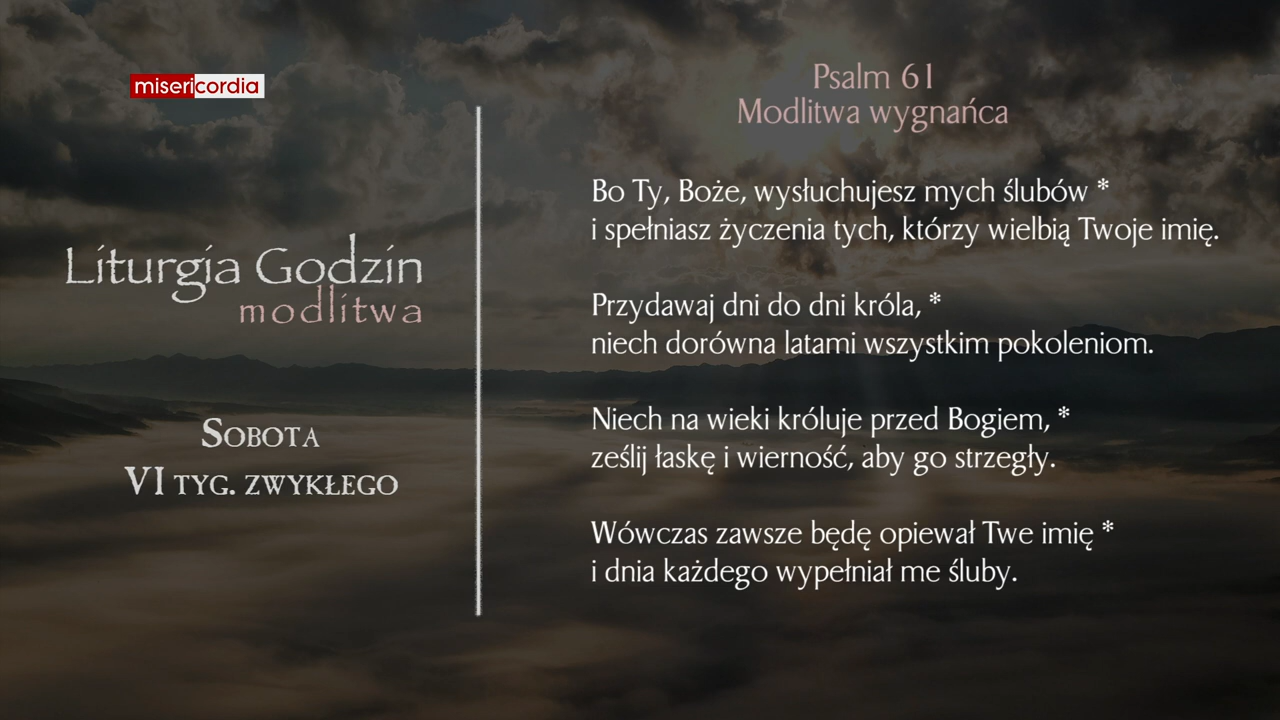 misericordia
Liturgia Godzin
modlitwa
Sobota
VI tyg. zwykłego
Psalm 61
Modlitwa wygnańca
Bo Ty, Boże, wysłuchujesz mych ślubów *
i spełniasz życzenia tych, którzy wielbią Twoje imię.
Przydawaj dni do dni króla, *
niech dorówna latami wszystkim pokoleniom.
Niech na wieki króluje przed Bogiem, *
ześlij łaskę i wierność, aby go strzegły.
Wówczas zawsze będę opiewał Twe imię *
i dnia każdego wypełniał me śluby.